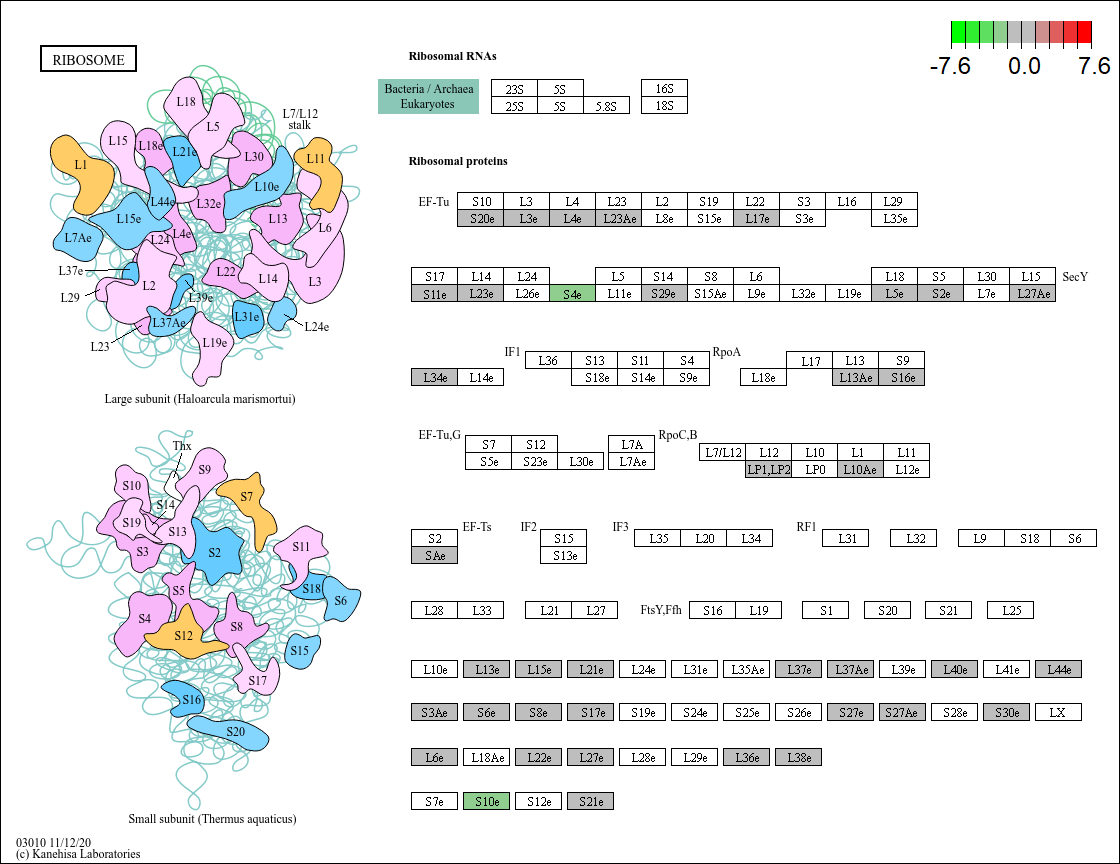 RIBOSOME
-7.6 0.0 7.6
Ribosomal RNAs
Bacteria / Archaea 23S 5S 16S
Eukaryotes 25S 5S 5.8S 18S
Ribosomal proteins
EF-Tu S10 L3 L4 L23 L2 S19 L22 S3 L16 L29
S20e L3e L4e L23Ae L8e S15e L17e S3e L35e
S17 L14 L24 L5 S14 S8 L6 L18 S5 L30 L15 SecY
S11e L23e L26e S4e L11e S29e S15Ae L9e L32e L19e L5e S2e L7e L27Ae
IF1 L36 S13 S11 S4 RpoA L17 L13 S9
L34e L14e S18e S14e S9e L18e L13Ae S16e
EF-Tu,G S7 S12 L7A RpoC,B L7/L12 L12 L10 L1 L11
S5e S23e L30e L7Ae LP1,LP2 LP0 L10Ae L12e
S2 EF-Ts IF2 S15 IF3 L35 L20 L34 RF1 L31 L32 L9 S18 S6
SAe S13e
L28 L33 L21 L27 FtsY,Ffh S16 L19 S1 S20 S21 L25
L10e L13e L15e L21e L24e L31e L35Ae L37e L37Ae L39e L40e L41e L44e
S3Ae S6e S8e S17e S19e S24e S25e S26e S27e S27Ae S28e S30e LX
L6e L18Ae L22e L27e L28e L29e L36e L38e
S7e S10e S12e S21e
L18
L5
L7/L12
stalk
L15
L18e
L21e
L30
L11
L1
L10e
L44e
L32e
L15e
L13
L6
L7Ae
L24
L4e
L37e
L22
L14
L3
L2
L29
L39e
L37Ae
L31e
L24e
L23
L19e
Large subunit (Haloarcula marismortui)
Thx
S9
S10
S7
S14
S19
S13
S3
S2
S11
S5
S18
S6
S4
S12
S8
S15
S17
S16
S20
Small subunit (Thermus aquaticus)
03010 11/12/20
(c) Kanehisa Laboratories